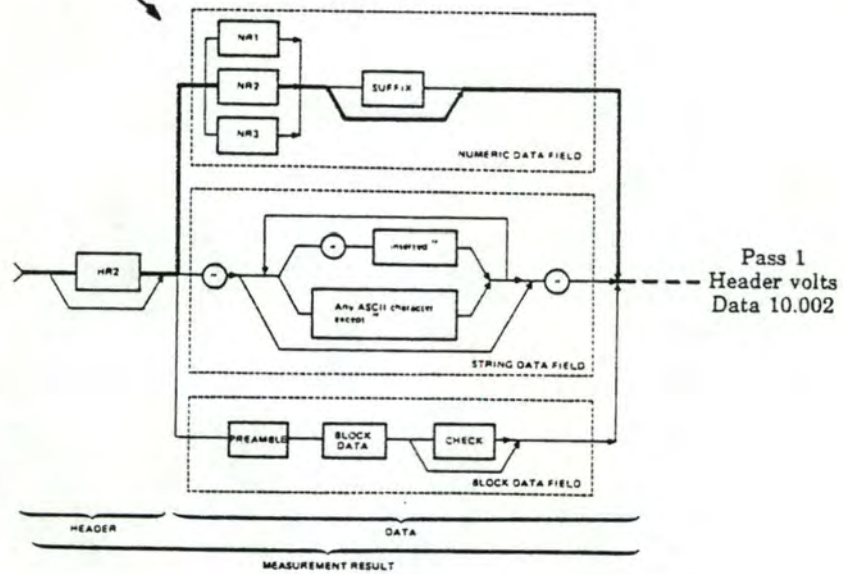 NR1
NR2
NR3
SUFFIX
NUMERIC DATA FIELD
HR2
inserted "
Any ASCII character
except "
STRING DATA FIELD
Pass 1
Header volts
Data 10.002
PREAMBLE
BLOCK
DATA
CHECK
BLOCK DATA FIELD
HEADER
DATA
MEASUREMENT RESULT